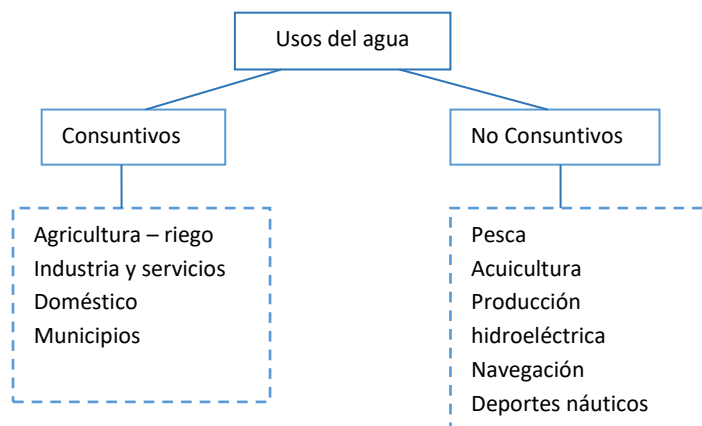 Usos del agua
Consuntivos
No Consuntivos
Agricultura – riego
Industria y servicios
Doméstico
Municipios
Pesca
Acuicultura
Producción
hidroeléctrica
Navegación
Deportes náuticos